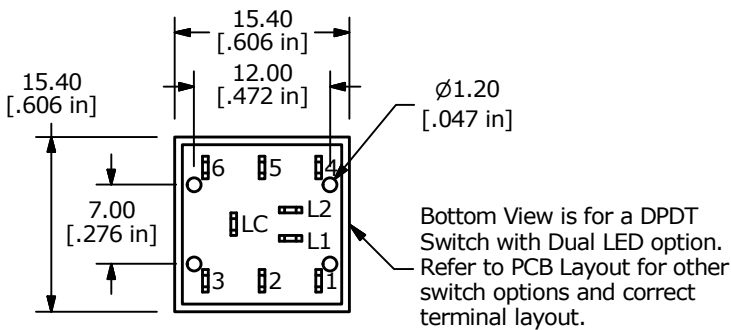 15.40
[.606 in]
12.00
[.472 in]
15.40
[.606 in]
Ø1.20
[.047 in]
6 5 4
7.00
[.276 in]
L2
LC
L1
3 2 1
Bottom View is for a DPDT
Switch with Dual LED option.
Refer to PCB Layout for other
switch options and correct
terminal layout.